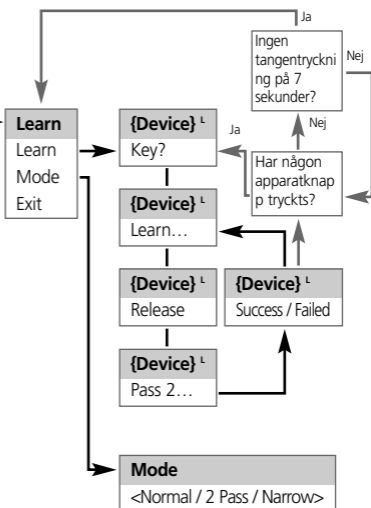 Ja
Ingen
tangentryckni
ng på 7
sekunder?
Nej
Learn
Learn
Mode
Exit
{Device} L
Key?
Ja
Nej
Har någon
apparatknap
p tryckts?
{Device} L
Learn…
{Device} L
Release
{Device} L
Success / Failed
{Device} L
Pass 2…
Mode
<Normal / 2 Pass / Narrow>